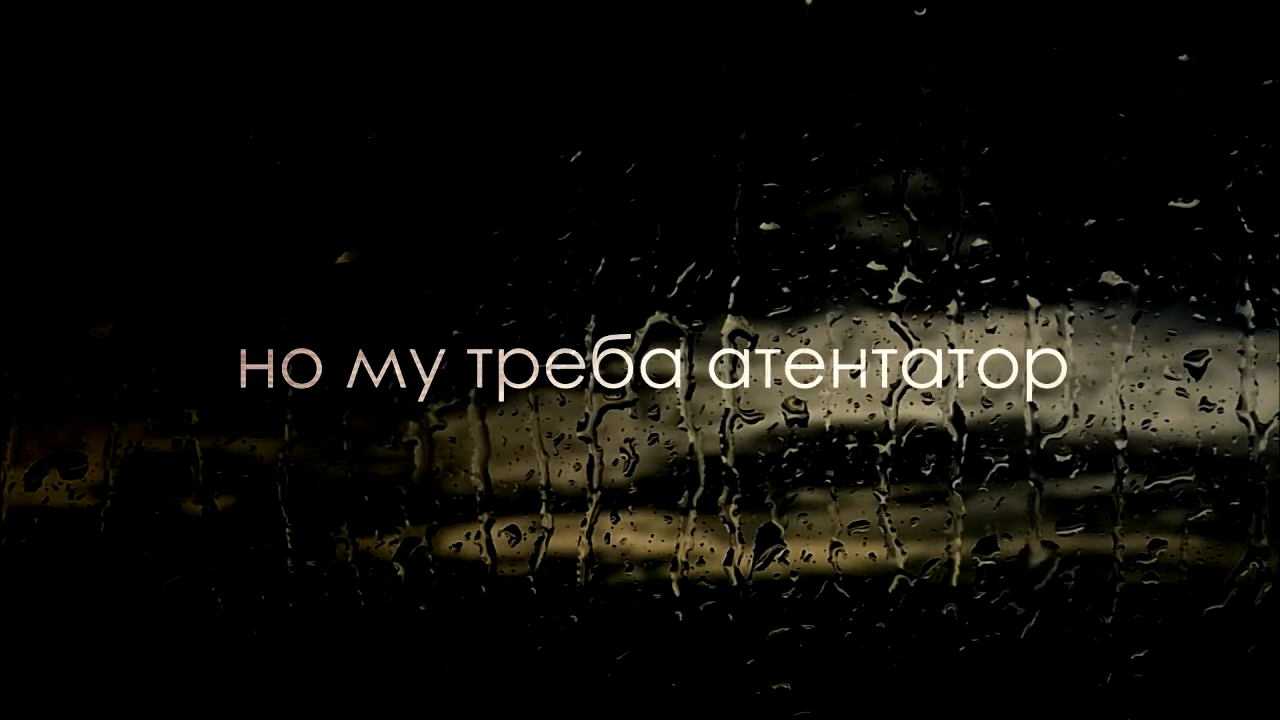 но му треба атентатор